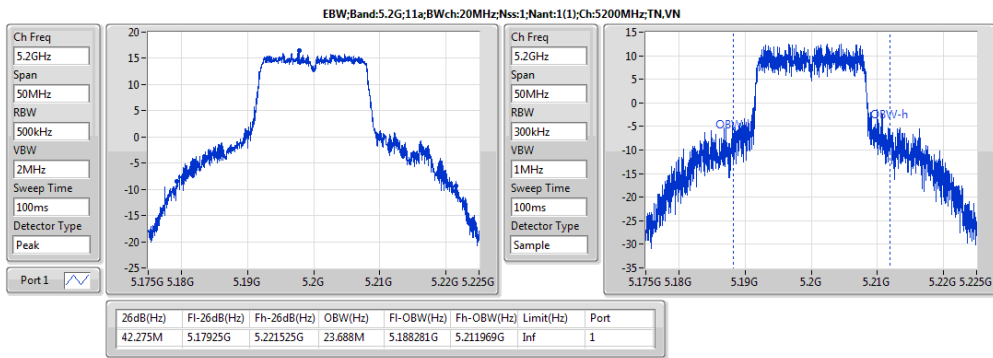 EBW;Band:5.2G;11a;BWch:20MHz;Nss:1;Nant:1(1);Ch:5200MHz;TN,VN
Ch Freq
5.2GHz
Span
50MHz
RBW
500kHz
VBW
2MHz
Sweep Time
100ms
Detector Type
Peak
Port 1
20
15
10
5
0
-5
-10
-15
-20
-25
5.175G 5.18G 5.19G 5.2G 5.21G 5.22G 5.225G
Ch Freq
5.2GHz
Span
50MHz
RBW
300kHz
VBW
1MHz
Sweep Time
100ms
Detector Type
Sample
15
10
5
0
-5
-10
-15
-20
-25
-30
-35
OBW-h
5.175G 5.18G 5.19G 5.2G 5.21G 5.22G 5.225G
26dB(Hz) Fl-26dB(Hz) Fh-26dB(Hz) OBW(Hz) Fl-OBW(Hz) Fh-OBW(Hz) Limit(Hz) Port
42.275M 5.17925G 5.221525G 23.688M 5.188281G 5.211969G Inf 1